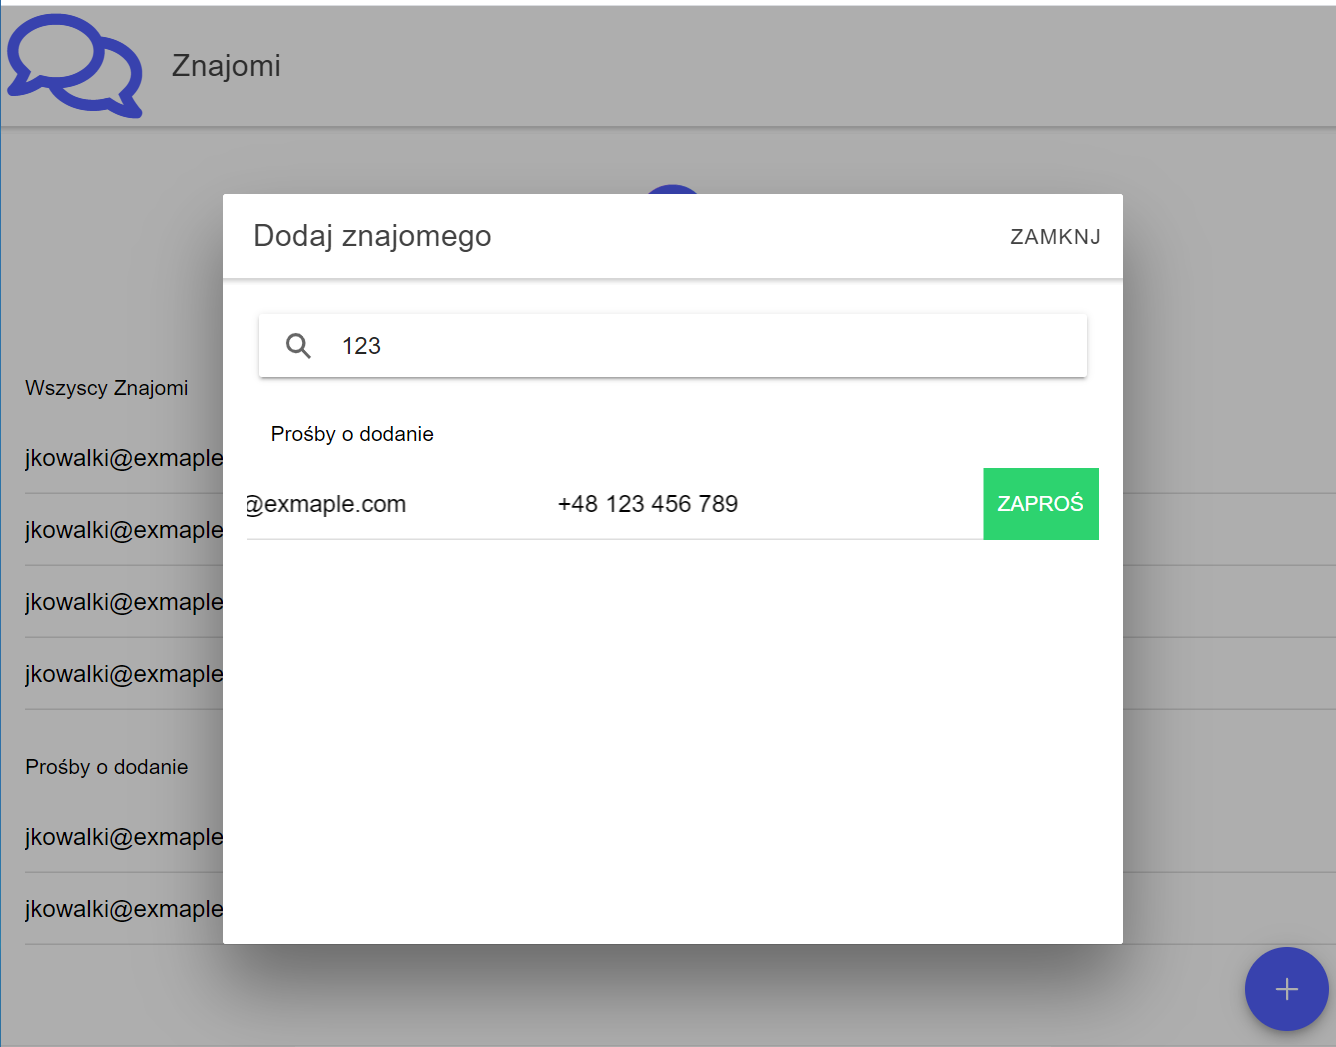 Znajomi
Dodaj znajomego ZAMKNJ
123
Prośby o dodanie
@exmaple.com +48 123 456 789 ZAPROŚ
Wszyscy Znajomi
jkowalki@exmaple
jkowalki@exmaple
jkowalki@exmaple
jkowalki@exmaple
Prośby o dodanie
jkowalki@exmaple
jkowalki@exmaple